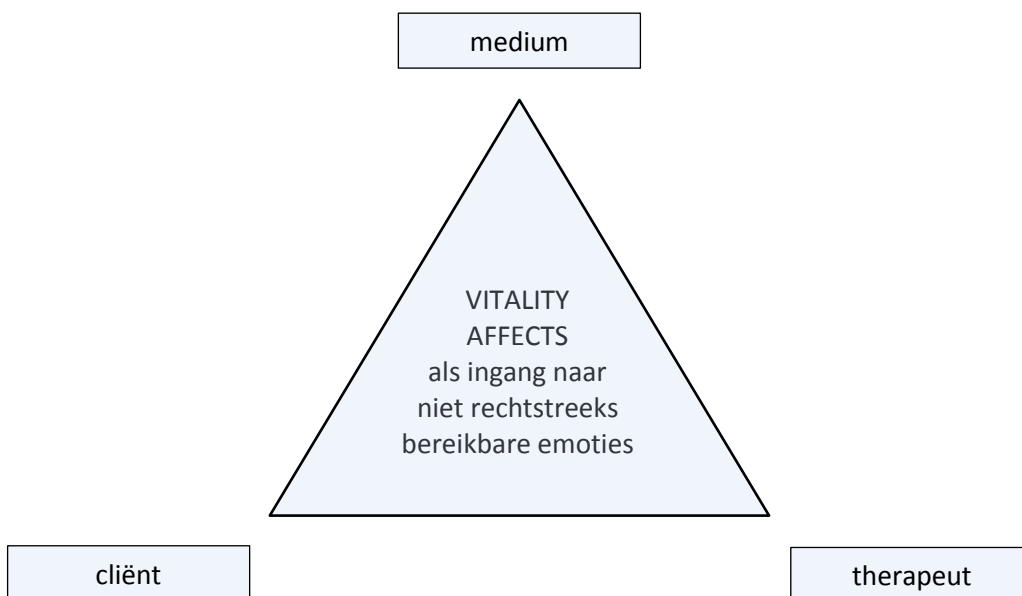 medium
VITALITY
AFFECTS
als ingang naar
niet rechtstreeks
bereikbare emoties
cliënt
therapeut